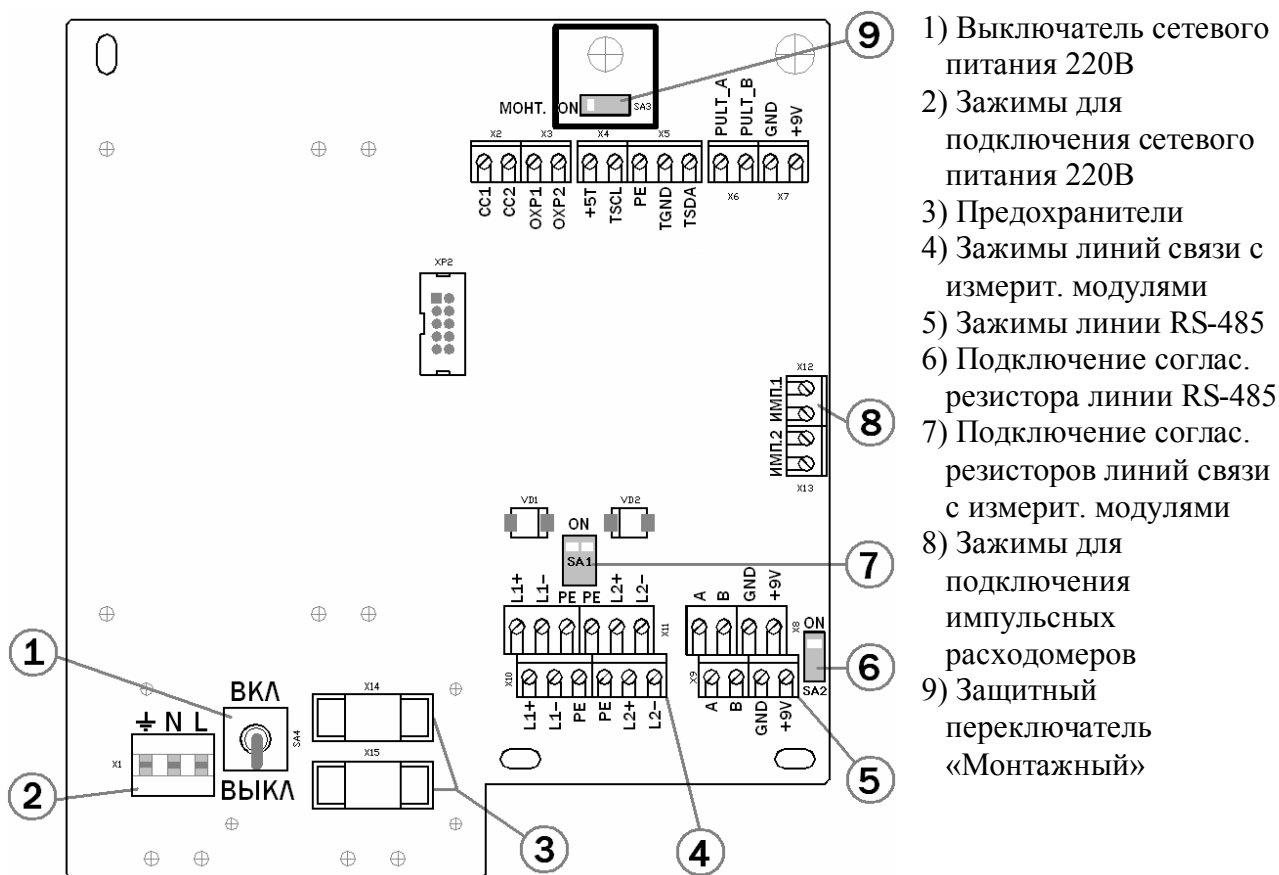 9
МОНТ. ON SA3
PULT_A PULT_B GND +9V
X2 X3 X4 X5
CC1 CC2 OXP1 OXP2 +5T TSCL PE TGND TSDA
X6 X7
XP2
X12
ИМП.1
ИМП.2
8
X13
VD1 VD2
ON
SA1
7
L1+ L1- PE PE L2+ L2-
A B GND +9V
X11 X8 ON
1
6
X10 X9 SA2
ВКЛ X14
L1+ L1- PE PE L2+ L2-
A B GND +9V
⏚ N L
SA4
X1 X15
2
ВЫКЛ
5
3
4
1) Выключатель сетевого
питания 220В
2) Зажимы для
подключения сетевого
питания 220В
3) Предохранители
4) Зажимы линий связи с
измерит. модулями
5) Зажимы линии RS-485
6) Подключение соглас.
резистора линии RS-485
7) Подключение соглас.
резисторов линий связи
с измерит. модулями
8) Зажимы для
подключения
импульсных
расходомеров
9) Защитный
переключатель
«Монтажный»